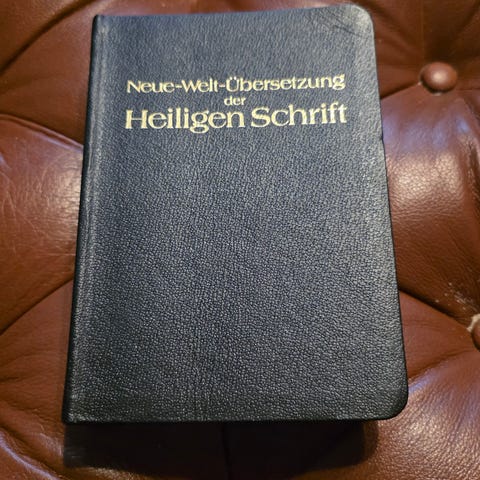 Neue-Welt-Übersetzung
der
Heiligen Schrift